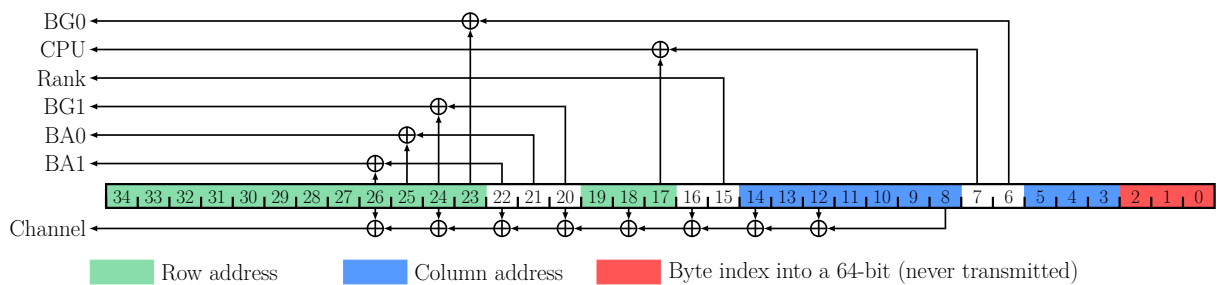 BG0
CPU
Rank
BG1
BA0
BA1
34 33 32 31 30 29 28 27 26 25 24 23 22 21 20 19 18 17 16 15 14 13 12 11 10 9 8 7 6 5 4 3 2 1 0
Channel
Row address Column address Byte index into a 64-bit (never transmitted)